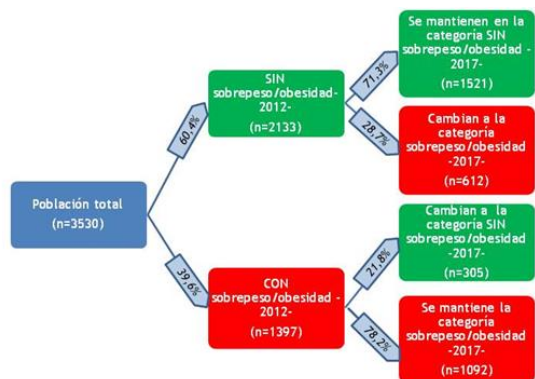 Población total
(n=3530)
60,4%
SIN
sobrepeso/obesidad-
2012-
(n=2133)
71,3%
Se mantienen en la
categoría SIN
sobrepeso/obesidad -
2017-
(n=1521)
28,7%
Cambian a la
categoría
sobrepeso/obesidad
-2017-
(n=612)
39,6%
CON
sobrepeso/obesidad -
2012-
(n=1397)
21,8%
Cambian a la
categoría SIN
sobrepeso/obesidad
-2017-
(n=305)
78,2%
Se mantiene la
categoría
sobrepeso/obesidad
-2017-
(n=1092)